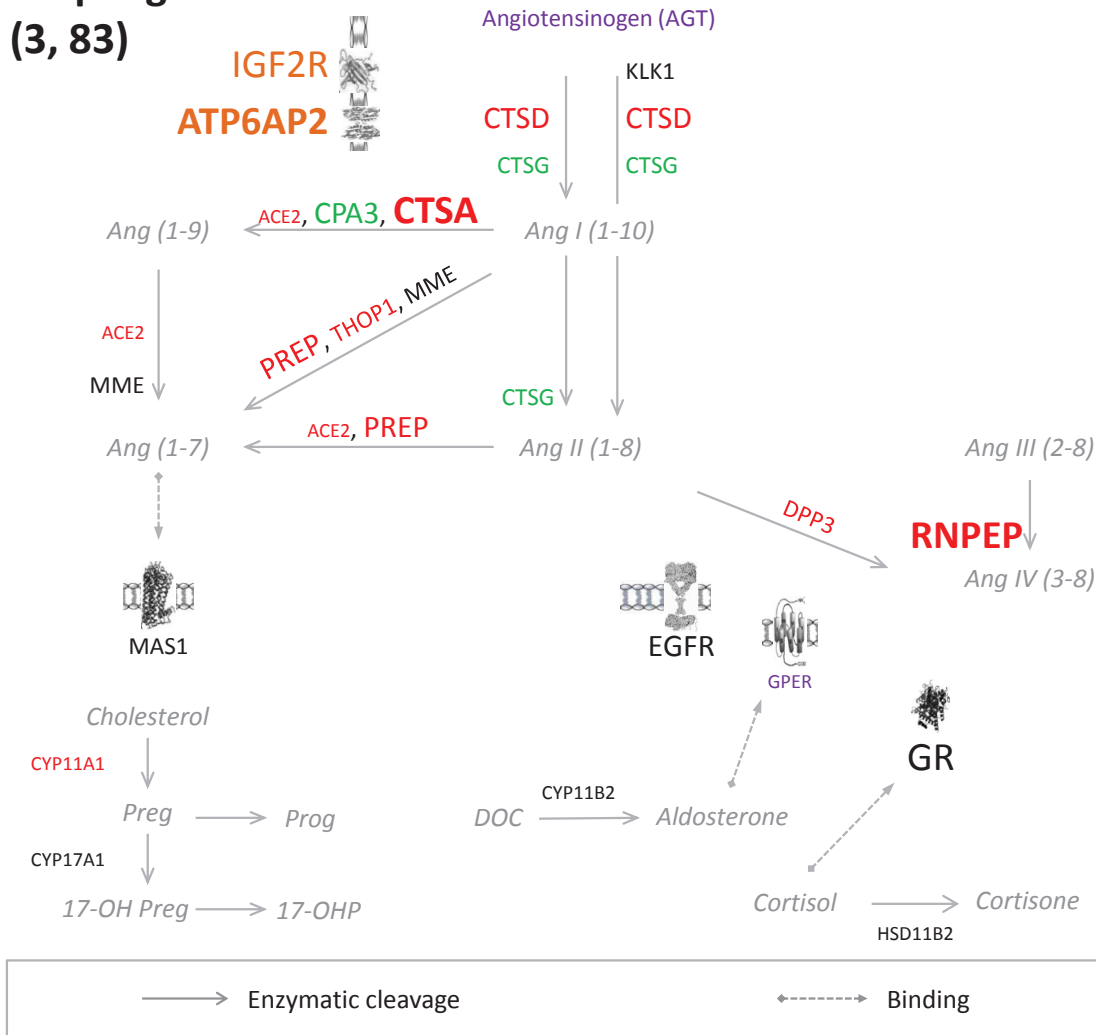 (3, 83)
Angiotensinogen (AGT)
IGF2R
KLK1
ATP6AP2
CTSD
CTSD
CTSG
CTSG
ACE2, CPA3, CTSA
Ang (1-9)
Ang I (1-10)
PREP, THOP1, MME
ACE2
MME
CTSG
ACE2, PREP
Ang (1-7)
Ang II (1-8)
Ang III (2-8)
DPP3
RNPEP
Ang IV (3-8)
MAS1
EGFR
GPER
Cholesterol
GR
CYP11A1
CYP11B2
Preg
Prog
DOC
Aldosterone
CYP17A1
17-OH Preg
17-OHP
Cortisol
Cortisone
HSD11B2
Enzymatic cleavage
Binding